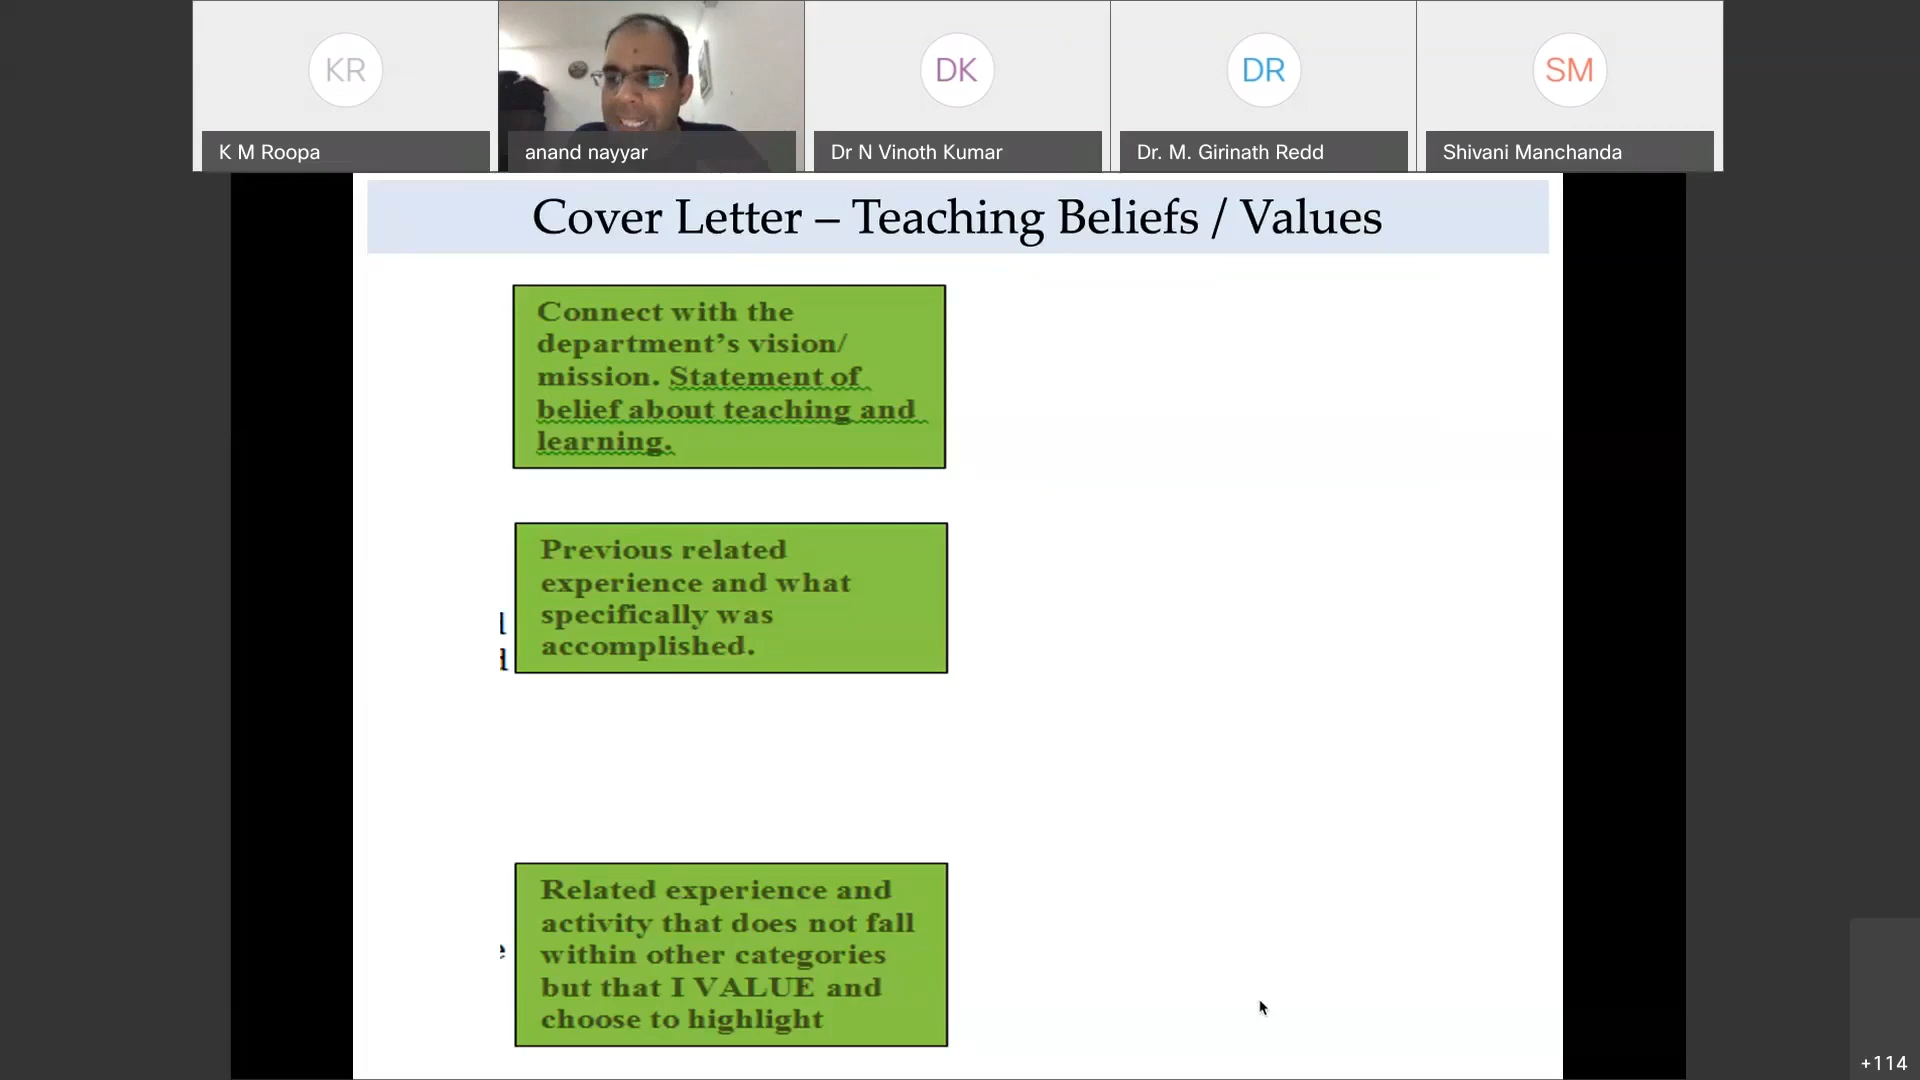 KR
DK
DR
SM
K M Roopa
anand nayyar
Dr N Vinoth Kumar
Dr. M. Girinath Redd
Shivani Manchanda
Cover Letter – Teaching Beliefs / Values
Connect with the
department’s vision/
mission. Statement of
belief about teaching and
learning.
Previous related
experience and what
specifically was
accomplished.
Related experience and
activity that does not fall
within other categories
but that I VALUE and
choose to highlight
+114